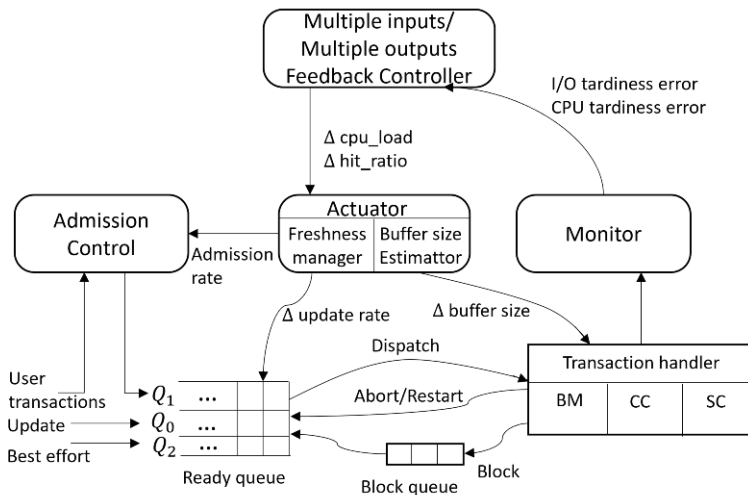 Multiple inputs/
Multiple outputs
Feedback Controller
I/O tardiness error
CPU tardiness error
Δ cpu_load
Δ hit_ratio
Admission
Control
Admission
rate
Actuator
Freshness
manager
Buffer size
Estimattor
Monitor
Δ update rate
Δ buffer size
Dispatch
Transaction handler
BM
CC
SC
Abort/Restart
User
transactions
Update
Best effort
Q₁ ...
Q₀ ...
Q₂ ...
Ready queue
Block queue
Block